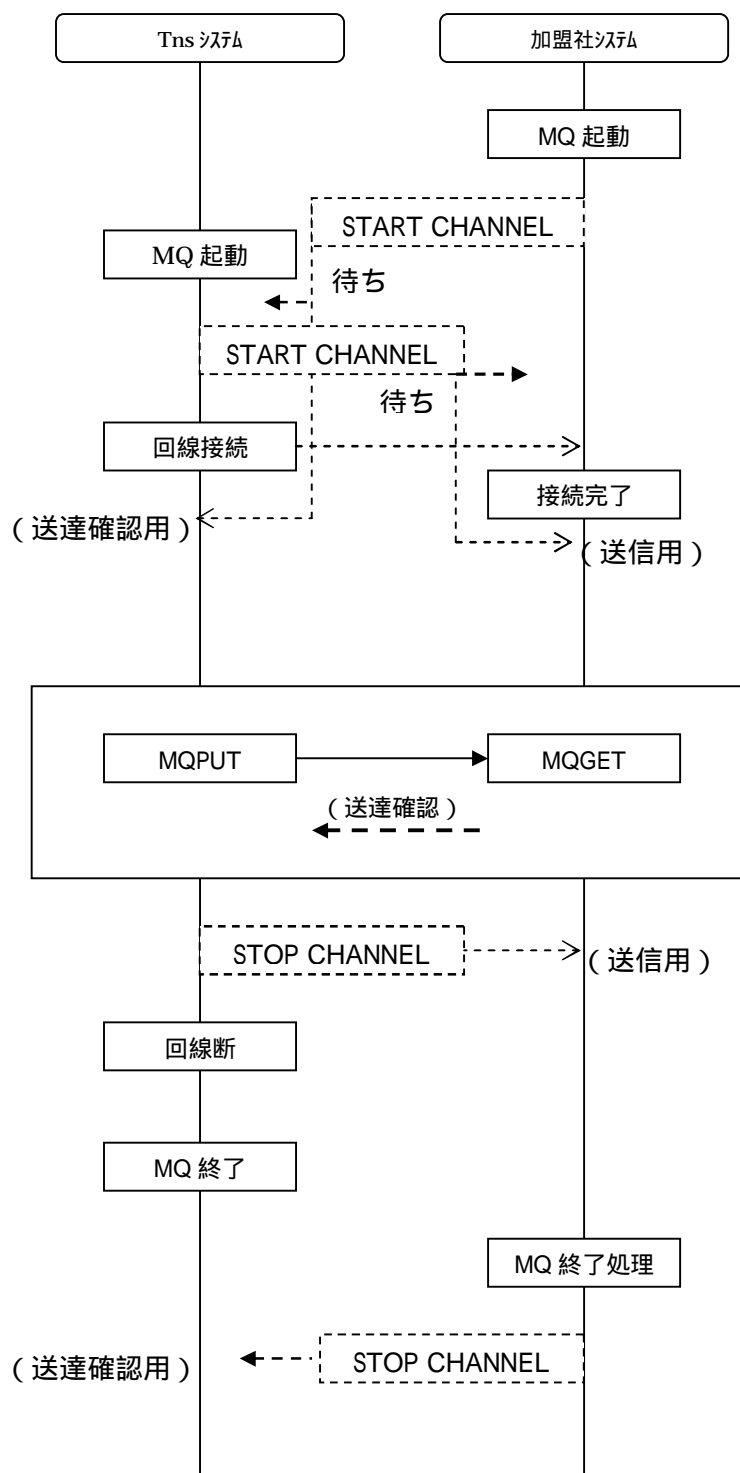 Tns ｼｽﾃﾑ
加盟社ｼｽﾃﾑ
MQ 起動
START CHANNEL
MQ 起動
待ち
START CHANNEL
待ち
回線接続
接続完了
（送達確認用）
（送信用）
MQPUT
MQGET
（送達確認）
STOP CHANNEL
（送信用）
回線断
MQ 終了
MQ 終了処理
STOP CHANNEL
（送達確認用）